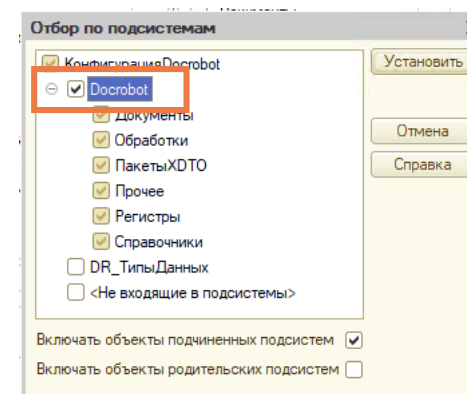 Отбор по подсистемам
КонфигурацияDocrobot
Установить
Docrobot
Документы
Обработки
Отмена
ПакетыXDTO
Справка
Прочее
Регистры
Справочники
DR_ТипыДанных
<Не входящие в подсистемы>
Включать объекты подчиненных подсистем
Включать объекты родительских подсистем